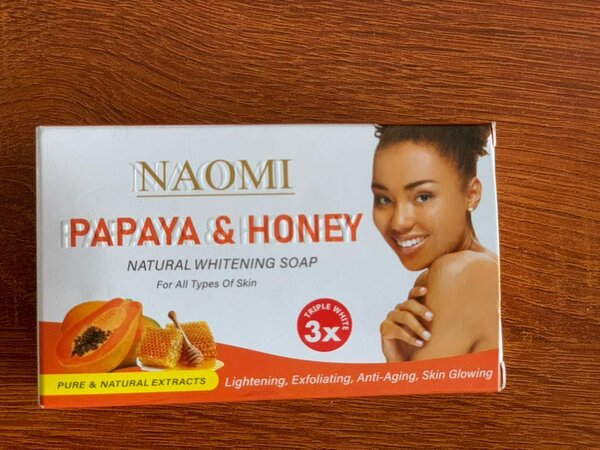 NAOMI
PAPAYA & HONEY
NATURAL WHITENING SOAP
For All Types Of Skin
TRIPLE WHITE
3x
PURE & NATURAL EXTRACTS
Lightening, Exfoliating, Anti-Aging, Skin Glowing